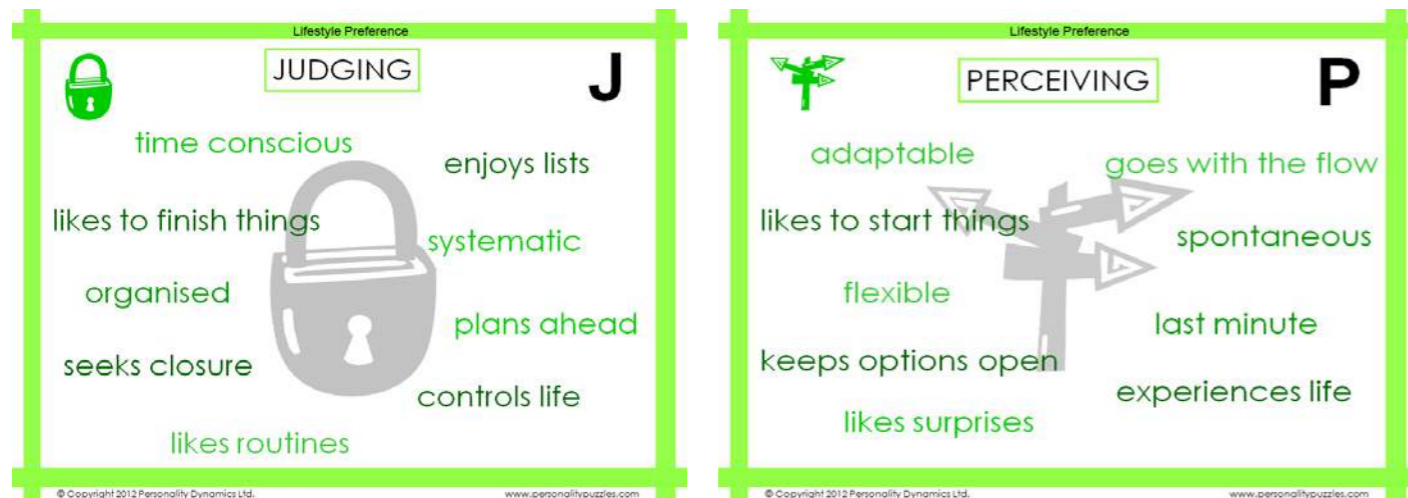 Lifestyle Preference
JUDGING
J
time conscious
enjoys lists
likes to finish things
systematic
organised
plans ahead
seeks closure
controls life
likes routines
© Copyright 2012 Personality Dynamics Ltd.
www.personalitypuzzles.com
Lifestyle Preference
PERCEIVING
P
adaptable
goes with the flow
likes to start things
spontaneous
flexible
last minute
keeps options open
experiences life
likes surprises
© Copyright 2012 Personality Dynamics Ltd.
www.personalitypuzzles.com